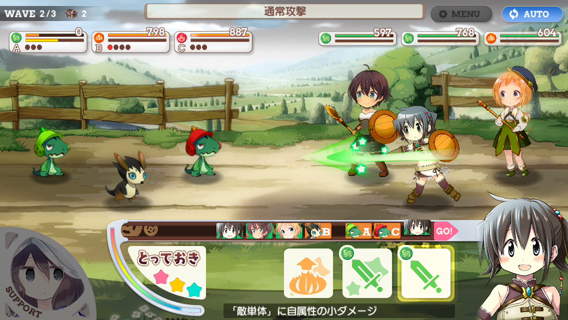 WAVE 2/3 2
通常攻撃
MENU
AUTO
0
798
887
597
768
604
A
B
C
B
A
C
GO!
とっておき
「敵単体」に自属性の小ダメージ
SUPPORT